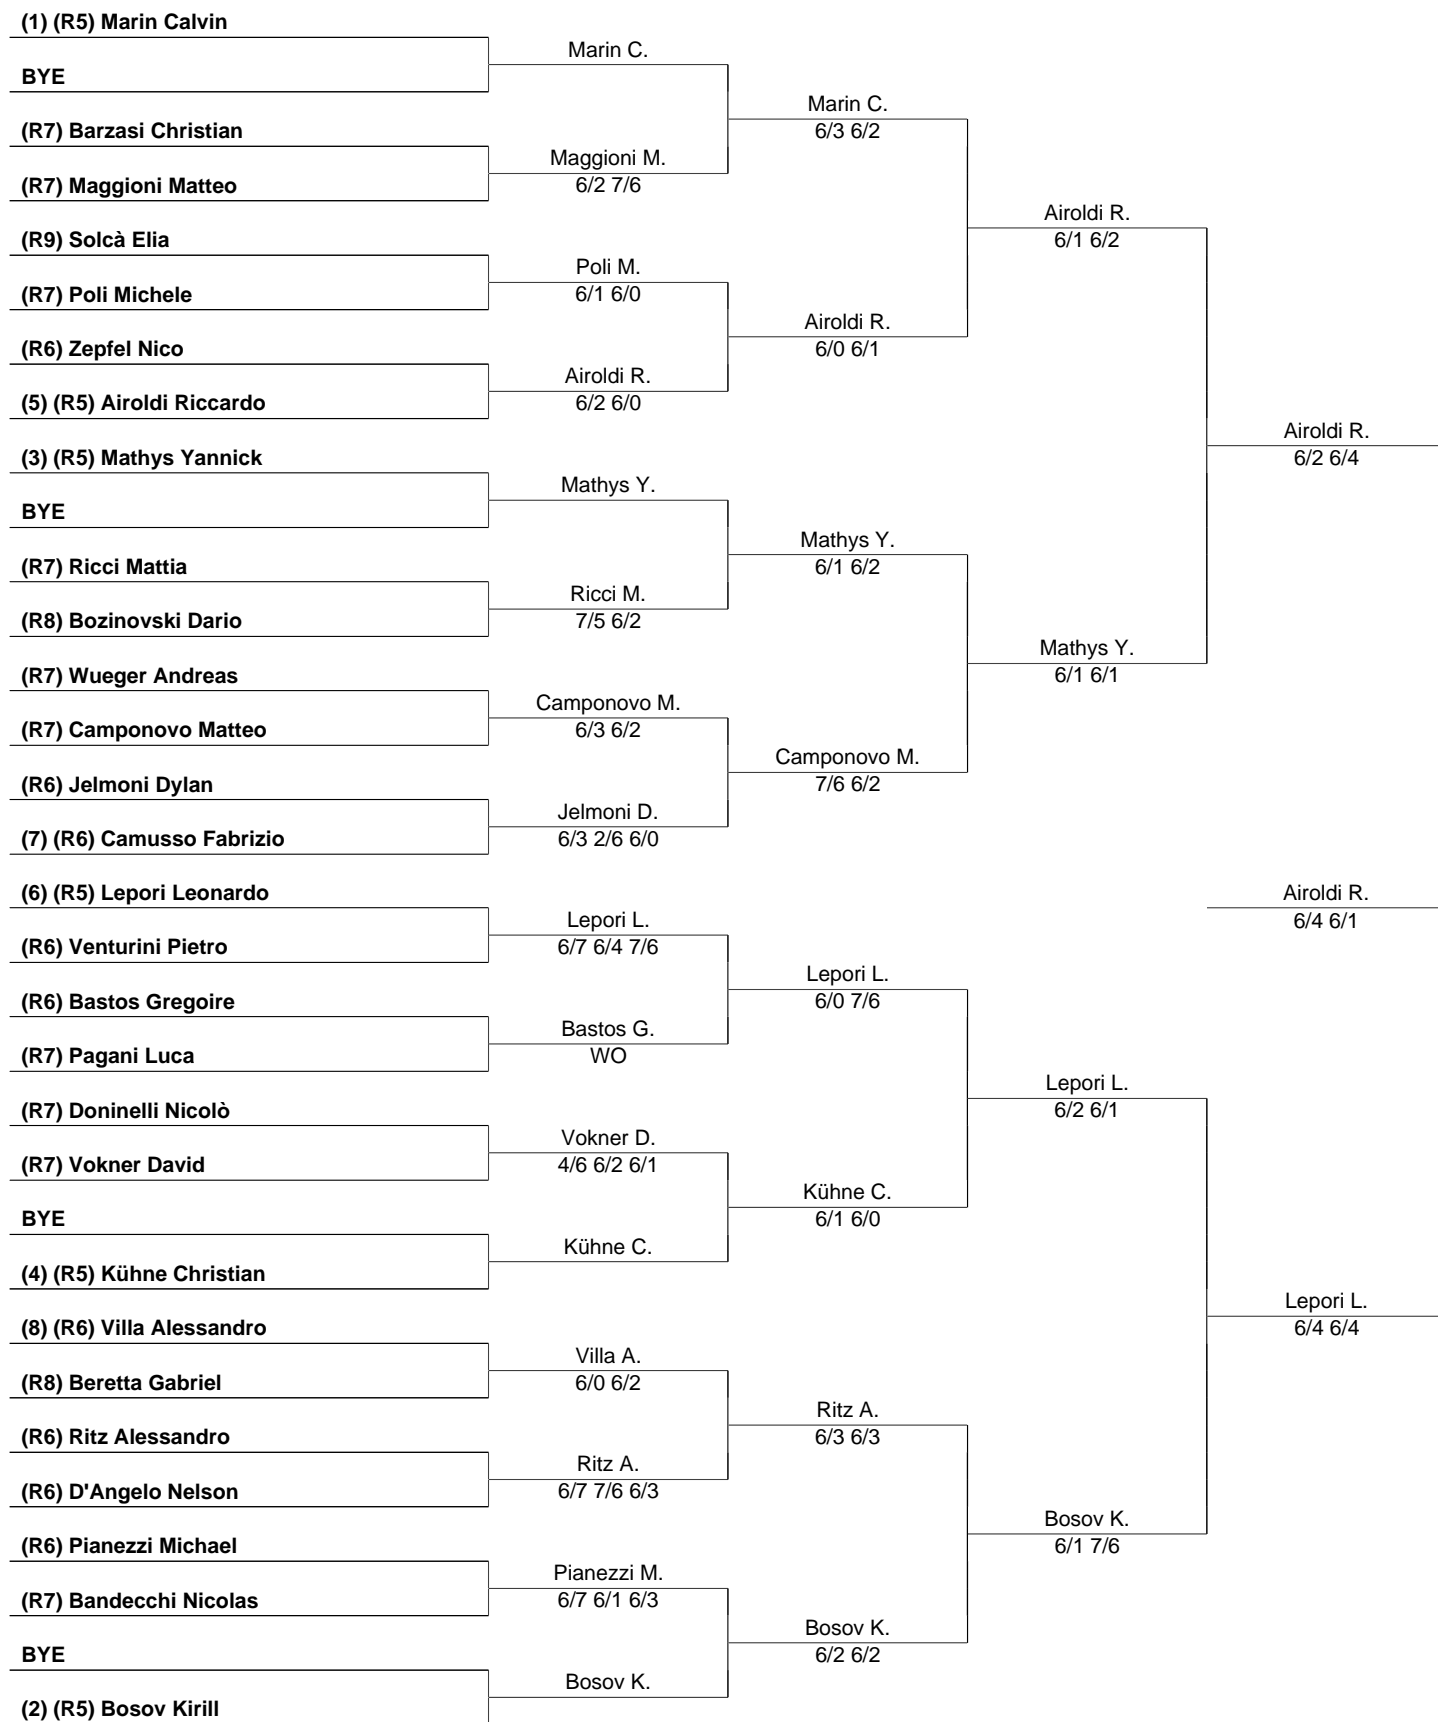 (1) (R5) Marin Calvin
Marin C.
BYE
Marin C.
6/3 6/2
(R7) Barzasi Christian
Maggioni M.
6/2 7/6
(R7) Maggioni Matteo
Airoldi R.
6/1 6/2
(R9) Solcà Elia
Poli M.
6/1 6/0
(R7) Poli Michele
Airoldi R.
6/0 6/1
(R6) Zepfel Nico
Airoldi R.
6/2 6/0
(5) (R5) Airoldi Riccardo
Airoldi R.
6/2 6/4
(3) (R5) Mathys Yannick
Mathys Y.
BYE
Mathys Y.
6/1 6/2
(R7) Ricci Mattia
Ricci M.
7/5 6/2
(R8) Bozinovski Dario
Mathys Y.
6/1 6/1
(R7) Wueger Andreas
Camponovo M.
6/3 6/2
(R7) Camponovo Matteo
Camponovo M.
7/6 6/2
(R6) Jelmoni Dylan
Jelmoni D.
6/3 2/6 6/0
(7) (R6) Camusso Fabrizio
(6) (R5) Lepori Leonardo
Airoldi R.
6/4 6/1
Lepori L.
6/7 6/4 7/6
(R6) Venturini Pietro
Lepori L.
6/0 7/6
(R6) Bastos Gregoire
Bastos G.
WO
(R7) Pagani Luca
Lepori L.
6/2 6/1
(R7) Doninelli Nicolò
Vokner D.
4/6 6/2 6/1
(R7) Vokner David
Kühne C.
6/1 6/0
BYE
Kühne C.
(4) (R5) Kühne Christian
Lepori L.
6/4 6/4
(8) (R6) Villa Alessandro
Villa A.
6/0 6/2
(R8) Beretta Gabriel
Ritz A.
6/3 6/3
(R6) Ritz Alessandro
Ritz A.
6/7 7/6 6/3
(R6) D'Angelo Nelson
Bosov K.
6/1 7/6
(R6) Pianezzi Michael
Pianezzi M.
6/7 6/1 6/3
(R7) Bandecchi Nicolas
Bosov K.
6/2 6/2
BYE
Bosov K.
(2) (R5) Bosov Kirill